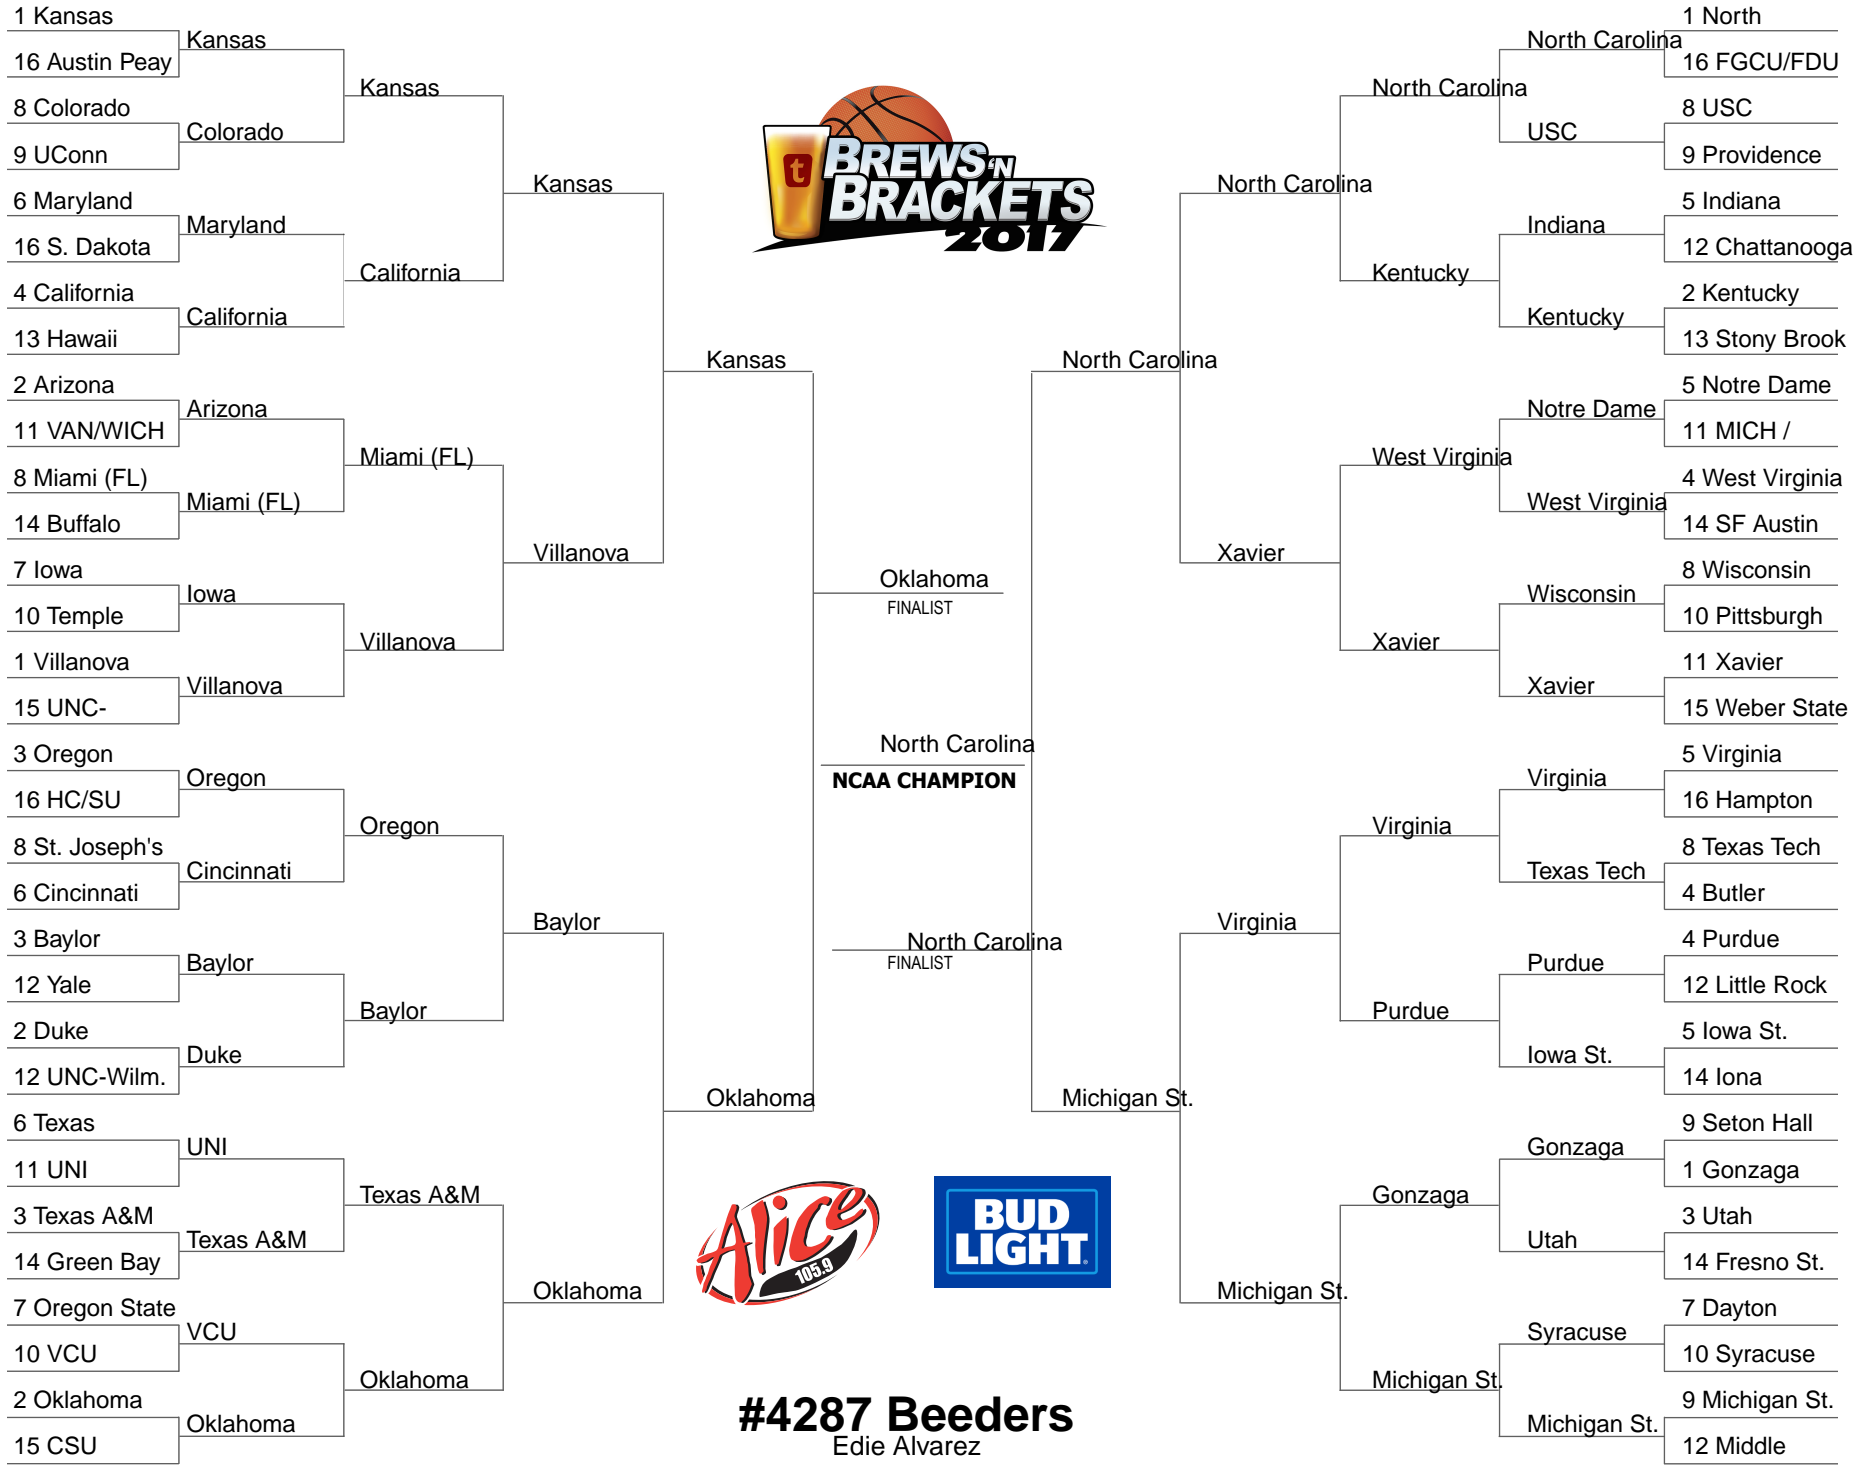 1 Kansas
16 Austin Peay
8 Colorado
9 UConn
6 Maryland
16 S. Dakota
4 California
13 Hawaii
2 Arizona
11 VAN/WICH
8 Miami (FL)
14 Buffalo
7 Iowa
10 Temple
1 Villanova
15 UNC-
3 Oregon
16 HC/SU
8 St. Joseph's
6 Cincinnati
3 Baylor
12 Yale
2 Duke
12 UNC-Wilm.
6 Texas
11 UNI
3 Texas A&M
14 Green Bay
7 Oregon State
10 VCU
2 Oklahoma
15 CSU
Kansas
Colorado
Maryland
California
Arizona
Miami (FL)
Iowa
Villanova
Oregon
Cincinnati
Baylor
Duke
UNI
Texas A&M
VCU
Oklahoma
Kansas
California
Miami (FL)
Villanova
Oregon
Baylor
Texas A&M
Oklahoma
Kansas
Villanova
Baylor
Oklahoma
Kansas
Oklahoma
t
BREWS 'N
BRACKETS
2017
Oklahoma
FINALIST
North Carolina
NCAA CHAMPION
North Carolina
FINALIST
Alice
105.9
BUD
LIGHT
#4287 Beeders
Edie Alvarez
North Carolina
Michigan St.
North Carolina
Xavier
Virginia
Michigan St.
North Carolina
Kentucky
West Virginia
Xavier
Virginia
Purdue
Gonzaga
Michigan St.
North Carolina
USC
Indiana
Kentucky
Notre Dame
West Virginia
Wisconsin
Xavier
Virginia
Texas Tech
Purdue
Iowa St.
Gonzaga
Utah
Syracuse
Michigan St.
1 North
16 FGCU/FDU
8 USC
9 Providence
5 Indiana
12 Chattanooga
2 Kentucky
13 Stony Brook
5 Notre Dame
11 MICH /
4 West Virginia
14 SF Austin
8 Wisconsin
10 Pittsburgh
11 Xavier
15 Weber State
5 Virginia
16 Hampton
8 Texas Tech
4 Butler
4 Purdue
12 Little Rock
5 Iowa St.
14 Iona
9 Seton Hall
1 Gonzaga
3 Utah
14 Fresno St.
7 Dayton
10 Syracuse
9 Michigan St.
12 Middle